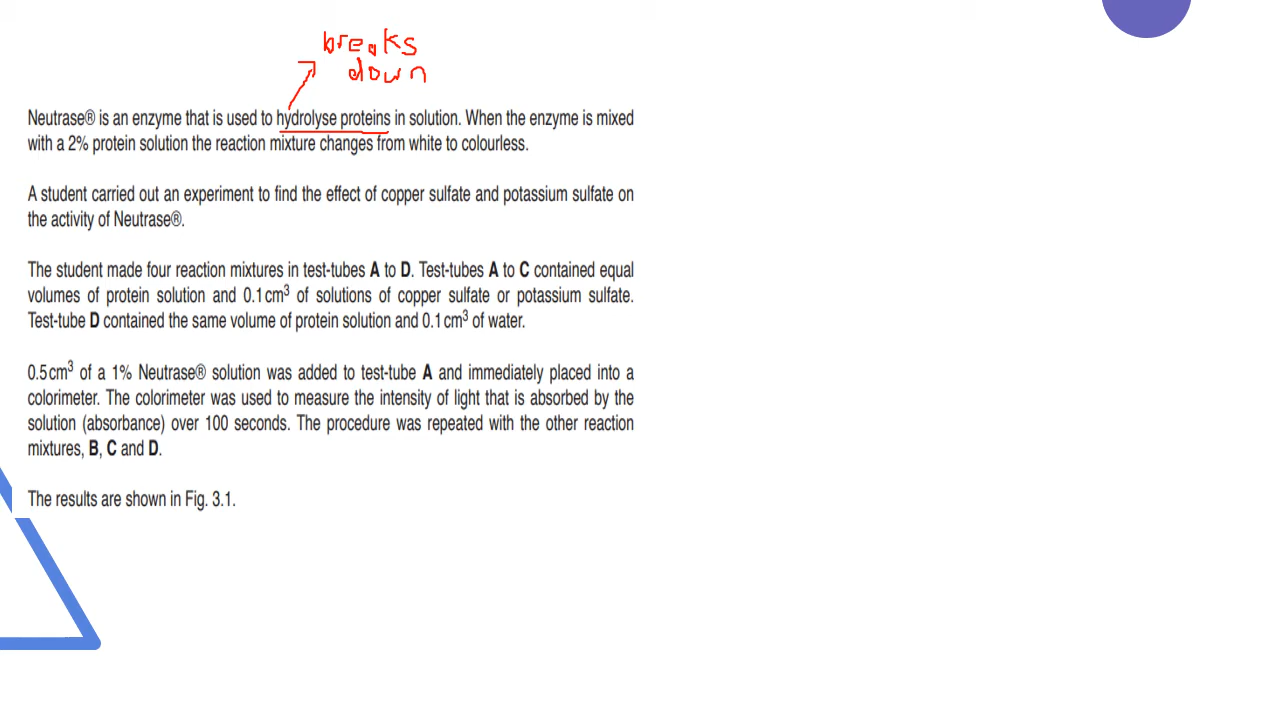 breaks
down
Neutrase® is an enzyme that is used to hydrolyse proteins in solution. When the enzyme is mixed
with a 2% protein solution the reaction mixture changes from white to colourless.
A student carried out an experiment to find the effect of copper sulfate and potassium sulfate on
the activity of Neutrase®.
The student made four reaction mixtures in test-tubes A to D. Test-tubes A to C contained equal
volumes of protein solution and 0.1 cm³ of solutions of copper sulfate or potassium sulfate.
Test-tube D contained the same volume of protein solution and 0.1 cm³ of water.
0.5 cm³ of a 1% Neutrase® solution was added to test-tube A and immediately placed into a
colorimeter. The colorimeter was used to measure the intensity of light that is absorbed by the
solution (absorbance) over 100 seconds. The procedure was repeated with the other reaction
mixtures, B, C and D.
The results are shown in Fig. 3.1.